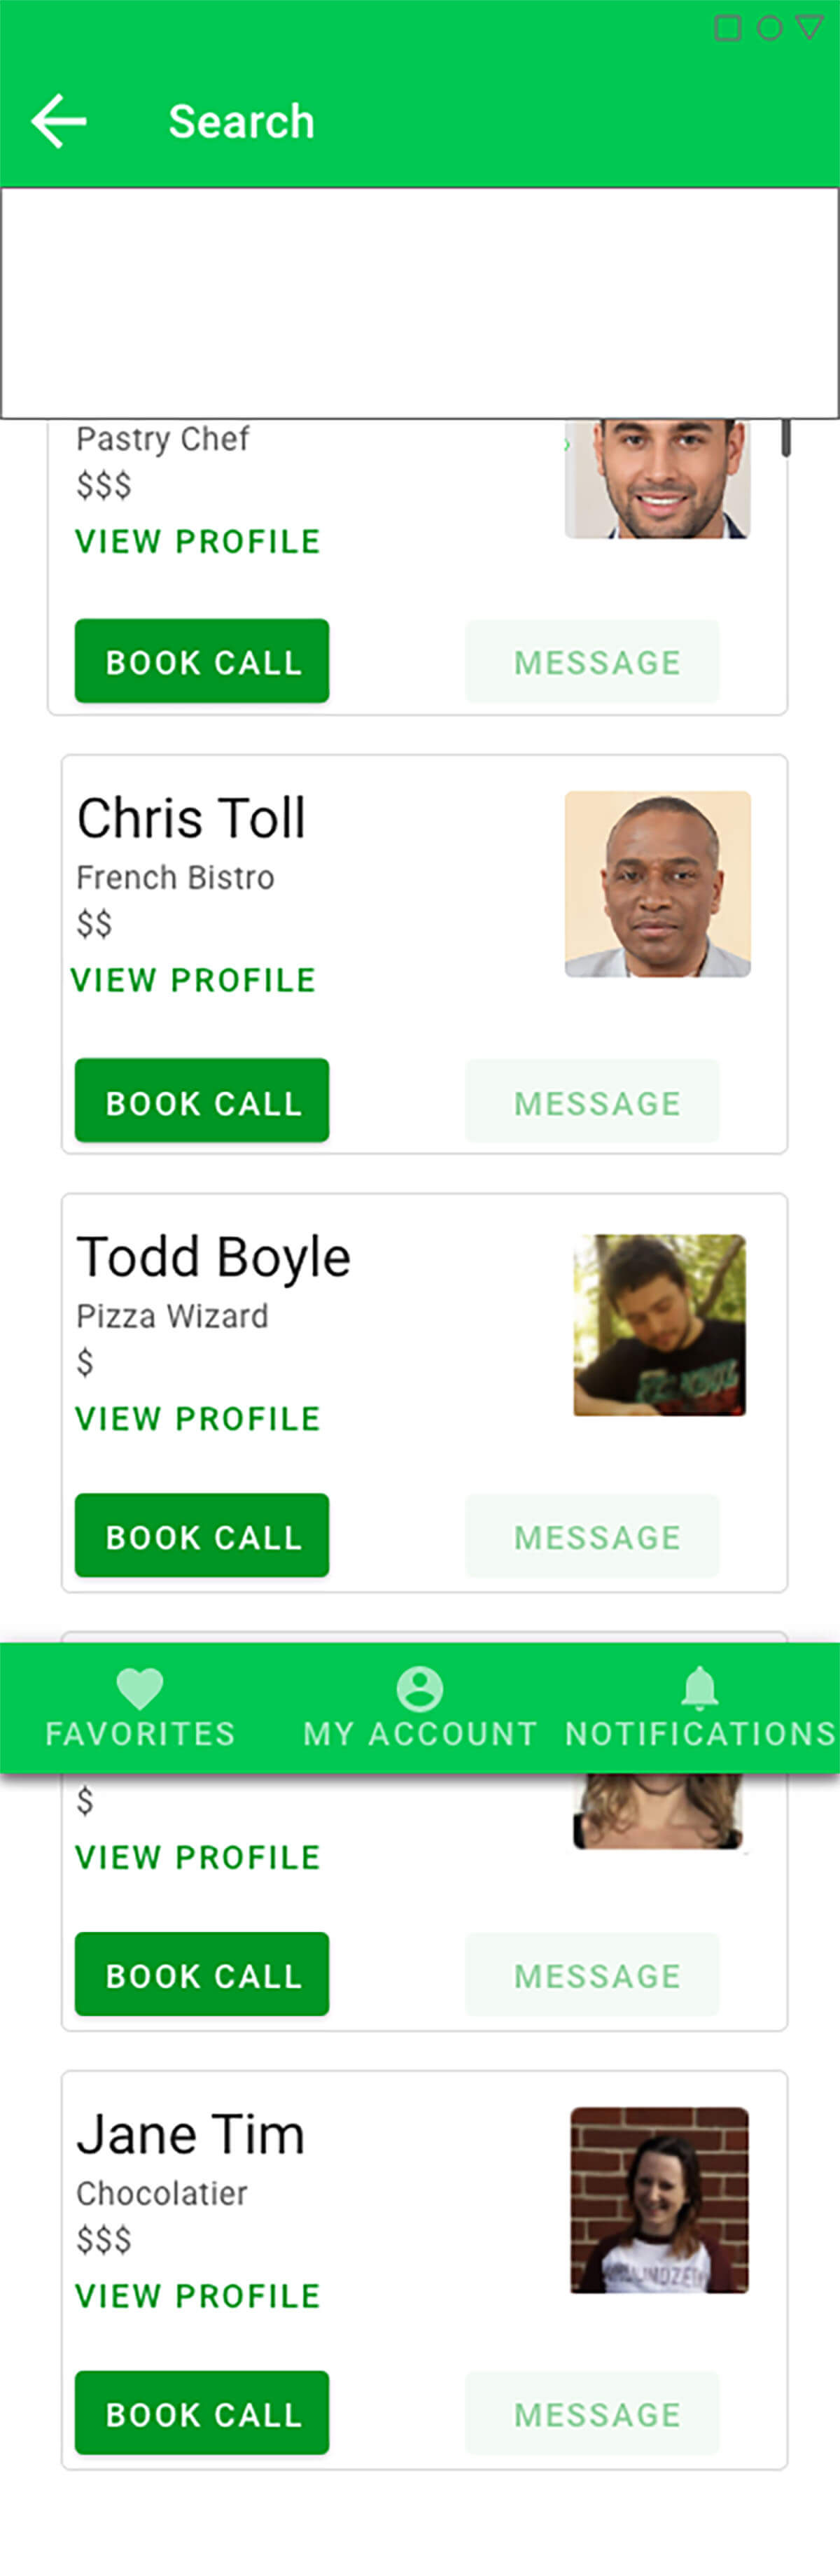 Search
Pastry Chef
$$$
VIEW PROFILE
BOOK CALL
MESSAGE
Chris Toll
French Bistro
$$
VIEW PROFILE
BOOK CALL
MESSAGE
Todd Boyle
Pizza Wizard
$
VIEW PROFILE
BOOK CALL
MESSAGE
FAVORITES
MY ACCOUNT
NOTIFICATIONS
$
VIEW PROFILE
BOOK CALL
MESSAGE
Jane Tim
Chocolatier
$$$
VIEW PROFILE
BOOK CALL
MESSAGE